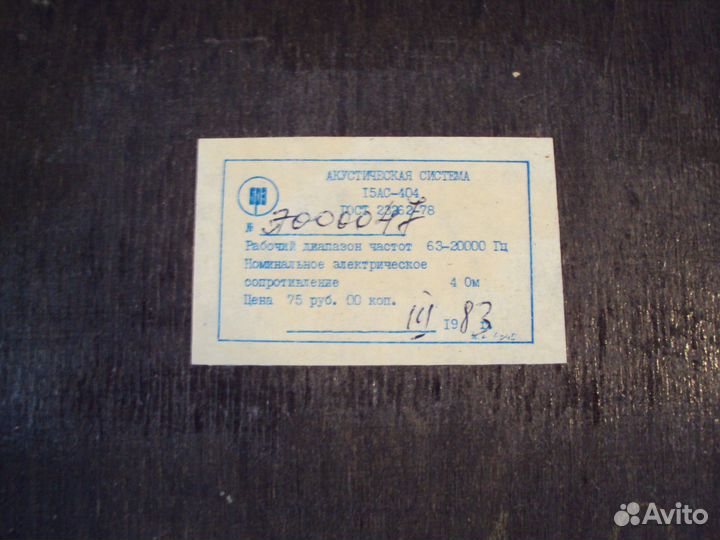 АКУСТИЧЕСКАЯ СИСТЕМА
15АС-404
ГОСТ 23262-78
№ 7000047
Рабочий диапазон частот 63-20000 Гц
Номинальное электрическое
сопротивление 4 Ом
Цена 75 руб. 00 коп.
III 1983
Avito